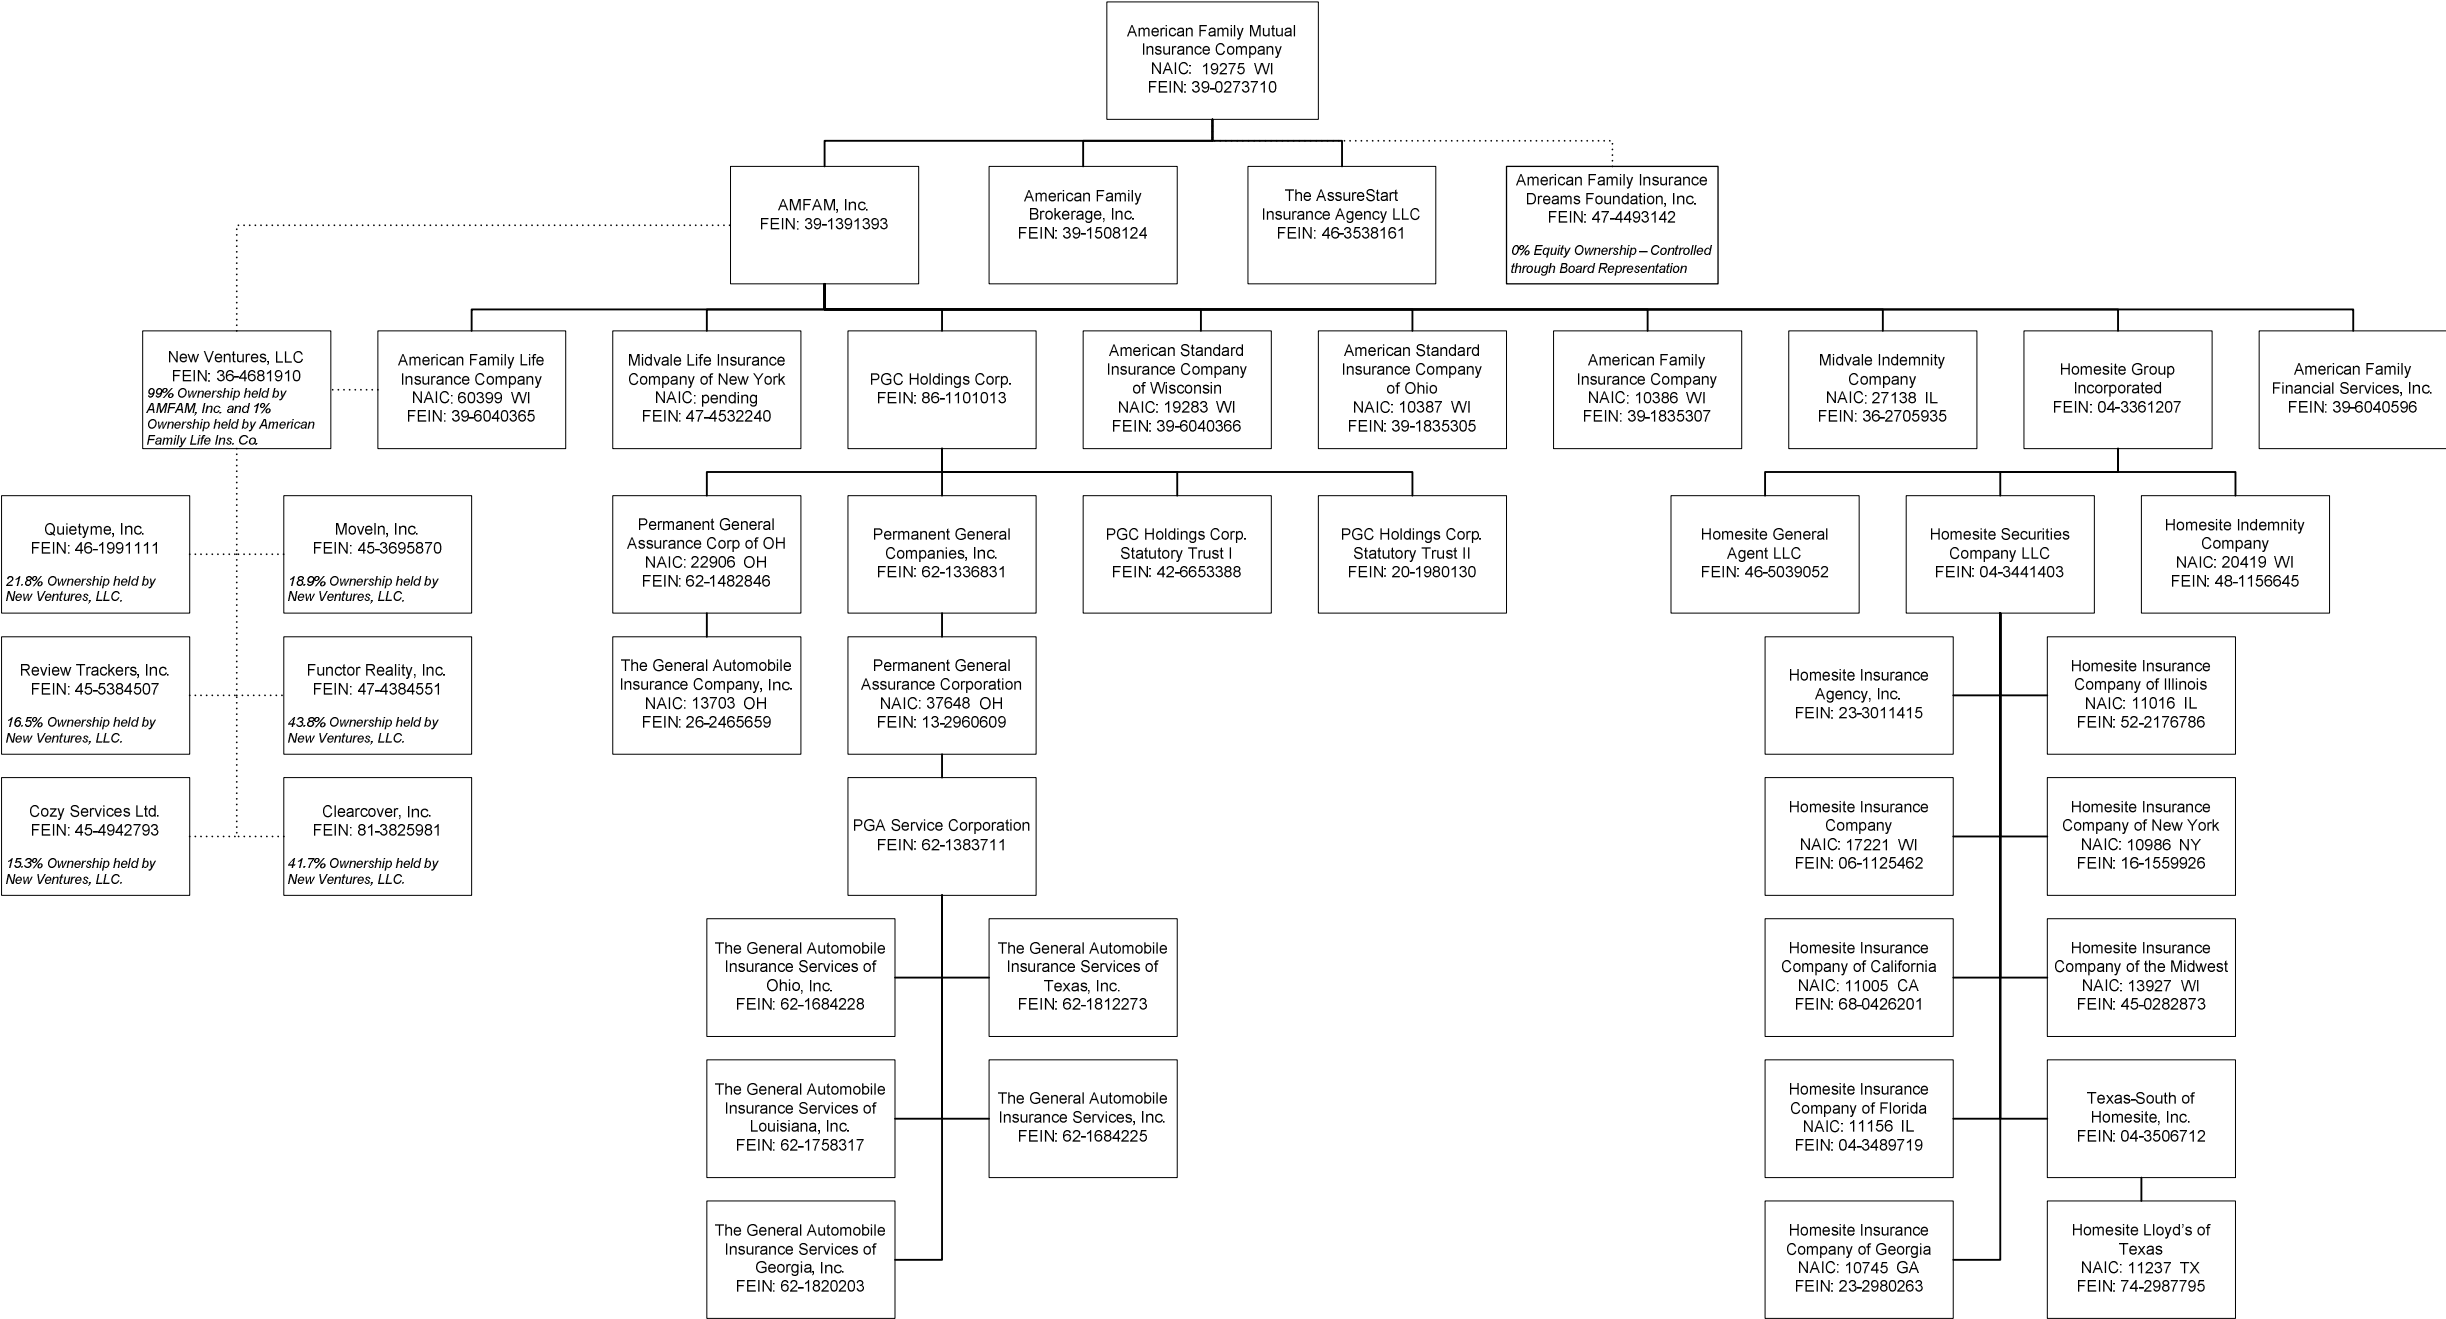 American Family Mutual
Insurance Company
NAIC: 19275 WI
FEIN: 39-0273710
AMFAM, Inc.
FEIN: 39-1391393
American Family
Brokerage, Inc.
FEIN: 39-1508124
The AssureStart
Insurance Agency LLC
FEIN: 46-3538161
American Family Insurance
Dreams Foundation, Inc.
FEIN: 47-4493142
0% Equity Ownership – Controlled
through Board Representation
New Ventures, LLC
FEIN: 36-4681910
99% Ownership held by
AMFAM, Inc. and 1%
Ownership held by American
Family Life Ins. Co.
American Family Life
Insurance Company
NAIC: 60399 WI
FEIN: 39-6040365
Midvale Life Insurance
Company of New York
NAIC: pending
FEIN: 47-4532240
PGC Holdings Corp.
FEIN: 86-1101013
American Standard
Insurance Company
of Wisconsin
NAIC: 19283 WI
FEIN: 39-6040366
American Standard
Insurance Company
of Ohio
NAIC: 10387 WI
FEIN: 39-1835305
American Family
Insurance Company
NAIC: 10386 WI
FEIN: 39-1835307
Midvale Indemnity
Company
NAIC: 27138 IL
FEIN: 36-2705935
Homesite Group
Incorporated
FEIN: 04-3361207
American Family
Financial Services, Inc.
FEIN: 39-6040596
Quietyme, Inc.
FEIN: 46-1991111
21.8% Ownership held by
New Ventures, LLC.
MoveIn, Inc.
FEIN: 45-3695870
18.9% Ownership held by
New Ventures, LLC.
Permanent General
Assurance Corp of OH
NAIC: 22906 OH
FEIN: 62-1482846
Permanent General
Companies, Inc.
FEIN: 62-1336831
PGC Holdings Corp.
Statutory Trust I
FEIN: 42-6653388
PGC Holdings Corp.
Statutory Trust II
FEIN: 20-1980130
Homesite General
Agent LLC
FEIN: 46-5039052
Homesite Securities
Company LLC
FEIN: 04-3441403
Homesite Indemnity
Company
NAIC: 20419 WI
FEIN: 48-1156645
Review Trackers, Inc.
FEIN: 45-5384507
16.5% Ownership held by
New Ventures, LLC.
Functor Reality, Inc.
FEIN: 47-4384551
43.8% Ownership held by
New Ventures, LLC.
The General Automobile
Insurance Company, Inc.
NAIC: 13703 OH
FEIN: 26-2465659
Permanent General
Assurance Corporation
NAIC: 37648 OH
FEIN: 13-2960609
Homesite Insurance
Agency, Inc.
FEIN: 23-3011415
Homesite Insurance
Company of Illinois
NAIC: 11016 IL
FEIN: 52-2176786
Cozy Services Ltd.
FEIN: 45-4942793
15.3% Ownership held by
New Ventures, LLC.
Clearcover, Inc.
FEIN: 81-3825981
41.7% Ownership held by
New Ventures, LLC.
PGA Service Corporation
FEIN: 62-1383711
Homesite Insurance
Company
NAIC: 17221 WI
FEIN: 06-1125462
Homesite Insurance
Company of New York
NAIC: 10986 NY
FEIN: 16-1559926
The General Automobile
Insurance Services of
Ohio, Inc.
FEIN: 62-1684228
The General Automobile
Insurance Services of
Texas, Inc.
FEIN: 62-1812273
Homesite Insurance
Company of California
NAIC: 11005 CA
FEIN: 68-0426201
Homesite Insurance
Company of the Midwest
NAIC: 13927 WI
FEIN: 45-0282873
The General Automobile
Insurance Services of
Louisiana, Inc.
FEIN: 62-1758317
The General Automobile
Insurance Services, Inc.
FEIN: 62-1684225
Homesite Insurance
Company of Florida
NAIC: 11156 IL
FEIN: 04-3489719
Texas-South of
Homesite, Inc.
FEIN: 04-3506712
The General Automobile
Insurance Services of
Georgia, Inc.
FEIN: 62-1820203
Homesite Insurance
Company of Georgia
NAIC: 10745 GA
FEIN: 23-2980263
Homesite Lloyd's of
Texas
NAIC: 11237 TX
FEIN: 74-2987795